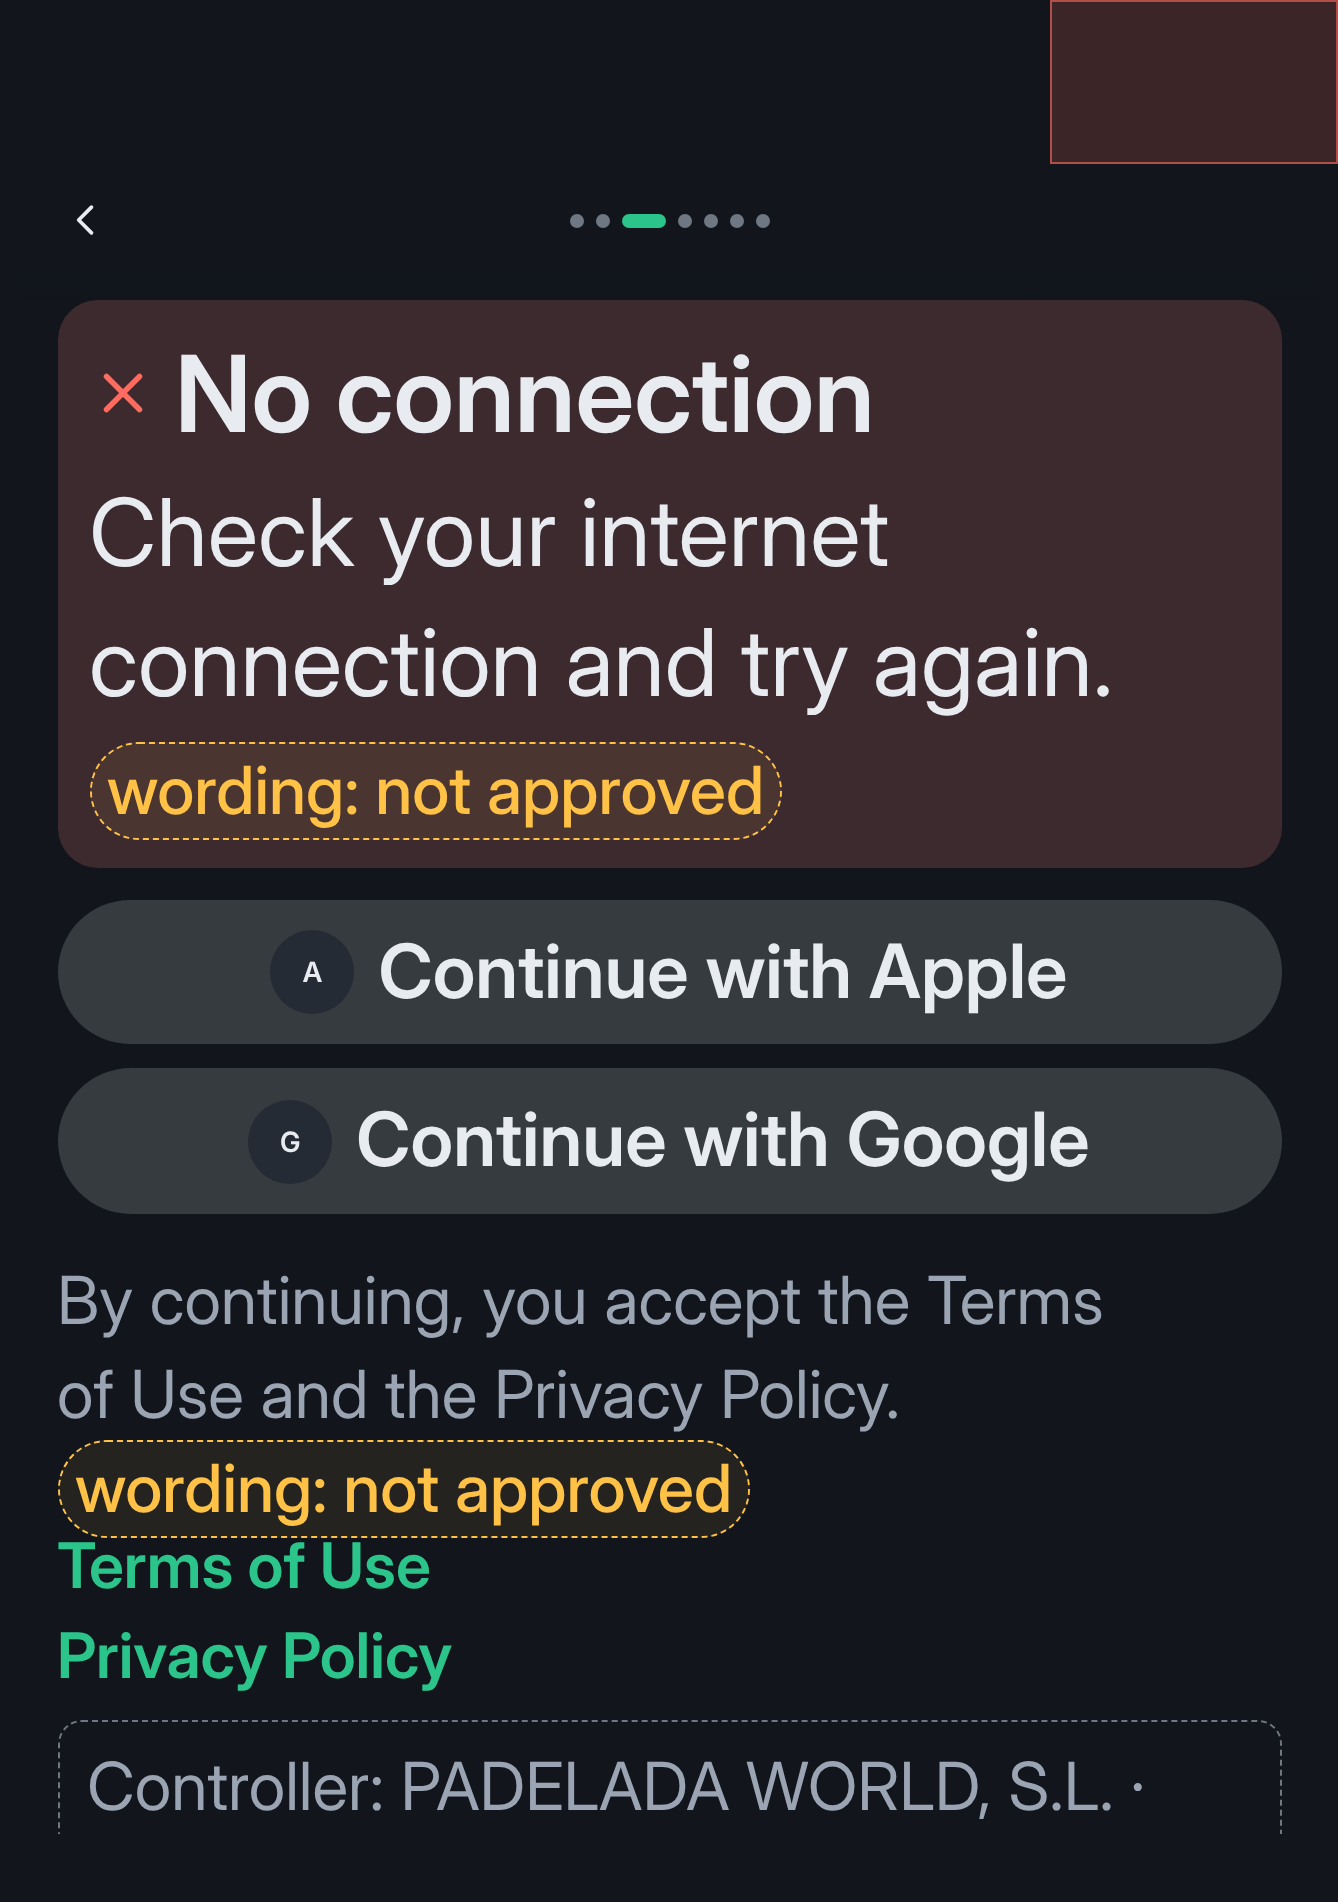 No connection
Check your internet
connection and try again.
wording: not approved
A Continue with Apple
G Continue with Google
By continuing, you accept the Terms
of Use and the Privacy Policy.
wording: not approved
Terms of Use
Privacy Policy
Controller: PADELADA WORLD, S.L. ·